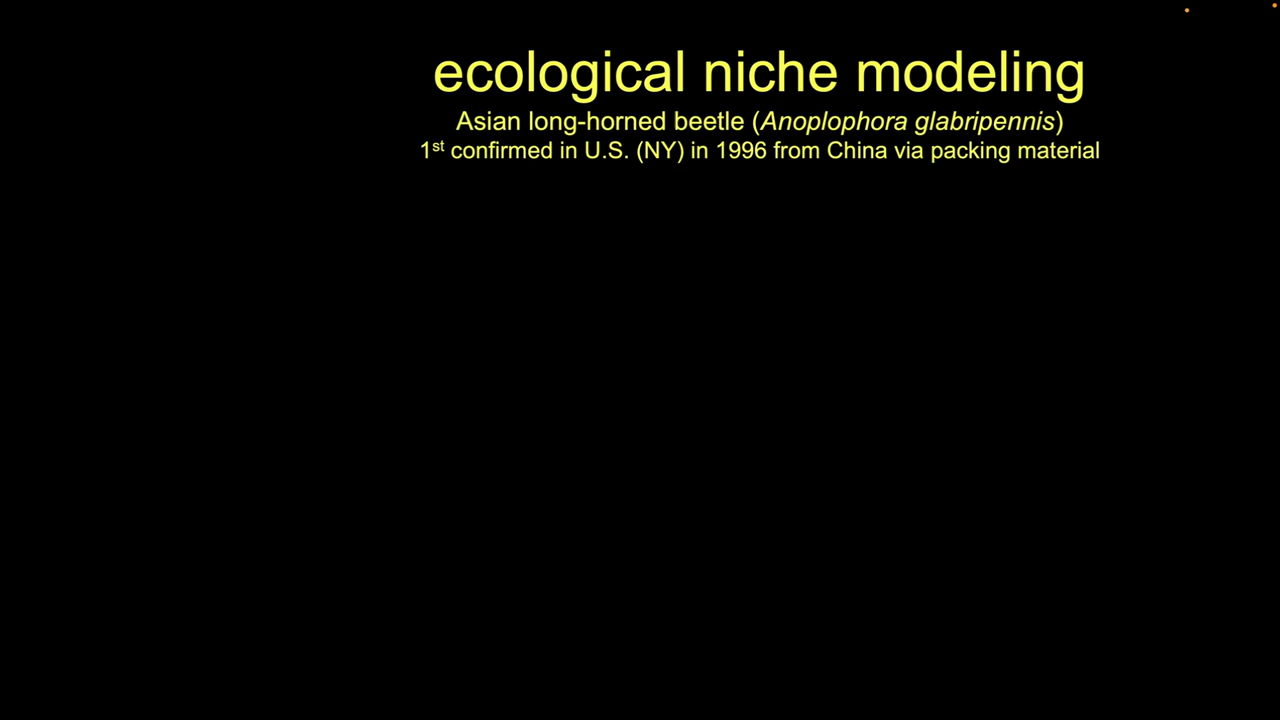 ecological niche modeling
Asian long-horned beetle (Anoplophora glabripennis)
1st confirmed in U.S. (NY) in 1996 from China via packing material